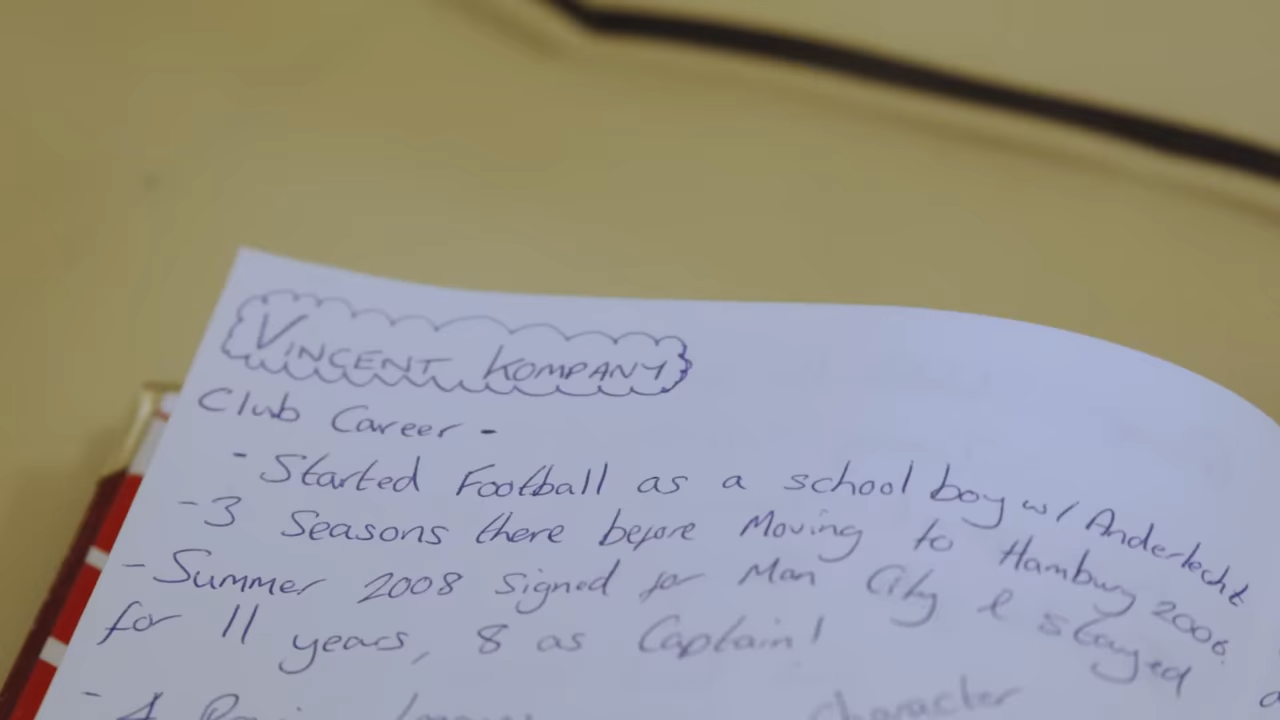 VINCENT KOMPANY
Club Career -
- Started Football as a school boy w/ Anderlecht
- 3 Seasons there before Moving to Hamburg 2006.
- Summer 2008 signed for Man City & stayed
for 11 years, 8 as Captain!
- 4 character